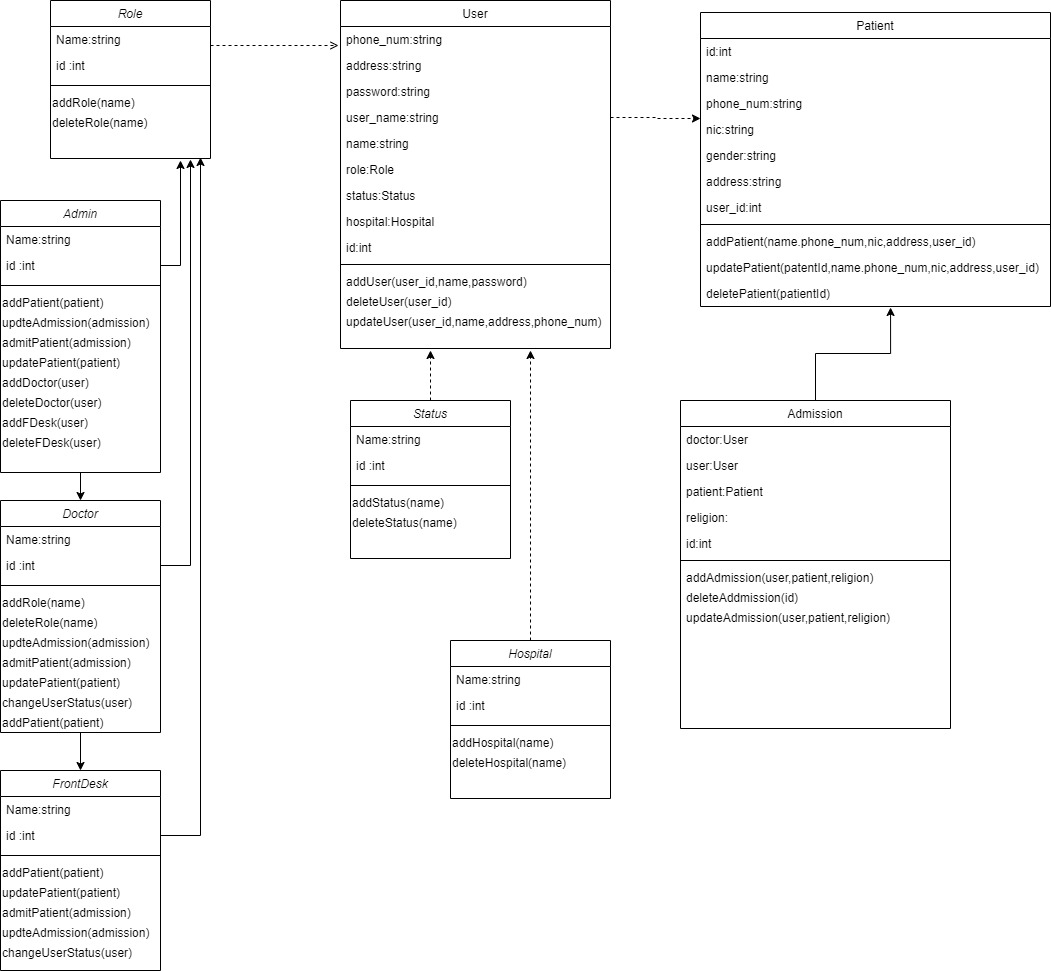 Role
Name:string
id :int
addRole(name)
deleteRole(name)
User
phone_num:string
address:string
password:string
user_name:string
name:string
role:Role
status:Status
hospital:Hospital
id:int
addUser(user_id,name,password)
deleteUser(user_id)
updateUser(user_id,name,address,phone_num)
Patient
id:int
name:string
phone_num:string
nic:string
gender:string
address:string
user_id:int
addPatient(name.phone_num,nic,address,user_id)
updatePatient(patentId,name.phone_num,nic,address,user_id)
deletePatient(patientId)
Admin
Name:string
id :int
addPatient(patient)
updteAdmission(admission)
admitPatient(admission)
updatePatient(patient)
addDoctor(user)
deleteDoctor(user)
addFDesk(user)
deleteFDesk(user)
Status
Name:string
id :int
addStatus(name)
deleteStatus(name)
Admission
doctor:User
user:User
patient:Patient
religion:
id:int
addAdmission(user,patient,religion)
deleteAddmission(id)
updateAdmission(user,patient,religion)
Doctor
Name:string
id :int
addRole(name)
deleteRole(name)
updteAdmission(admission)
admitPatient(admission)
updatePatient(patient)
changeUserStatus(user)
addPatient(patient)
Hospital
Name:string
id :int
addHospital(name)
deleteHospital(name)
FrontDesk
Name:string
id :int
addPatient(patient)
updatePatient(patient)
admitPatient(admission)
updteAdmission(admission)
changeUserStatus(user)